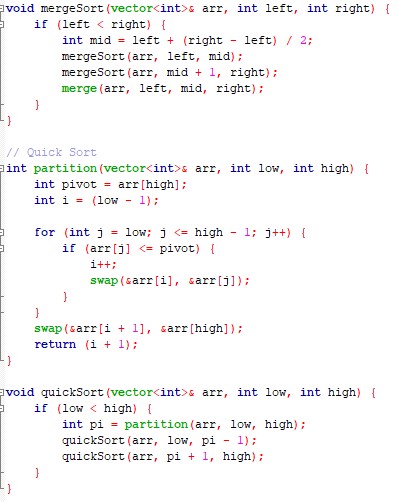 void mergeSort(vector<int>& arr, int left, int right) {
    if (left < right) {
        int mid = left + (right - left) / 2;
        mergeSort(arr, left, mid);
        mergeSort(arr, mid + 1, right);
        merge(arr, left, mid, right);
    }
}

// Quick Sort
int partition(vector<int>& arr, int low, int high) {
    int pivot = arr[high];
    int i = (low - 1);

    for (int j = low; j <= high - 1; j++) {
        if (arr[j] <= pivot) {
            i++;
            swap(&arr[i], &arr[j]);
        }
    }
    swap(&arr[i + 1], &arr[high]);
    return (i + 1);
}

void quickSort(vector<int>& arr, int low, int high) {
    if (low < high) {
        int pi = partition(arr, low, high);
        quickSort(arr, low, pi - 1);
        quickSort(arr, pi + 1, high);
    }
}